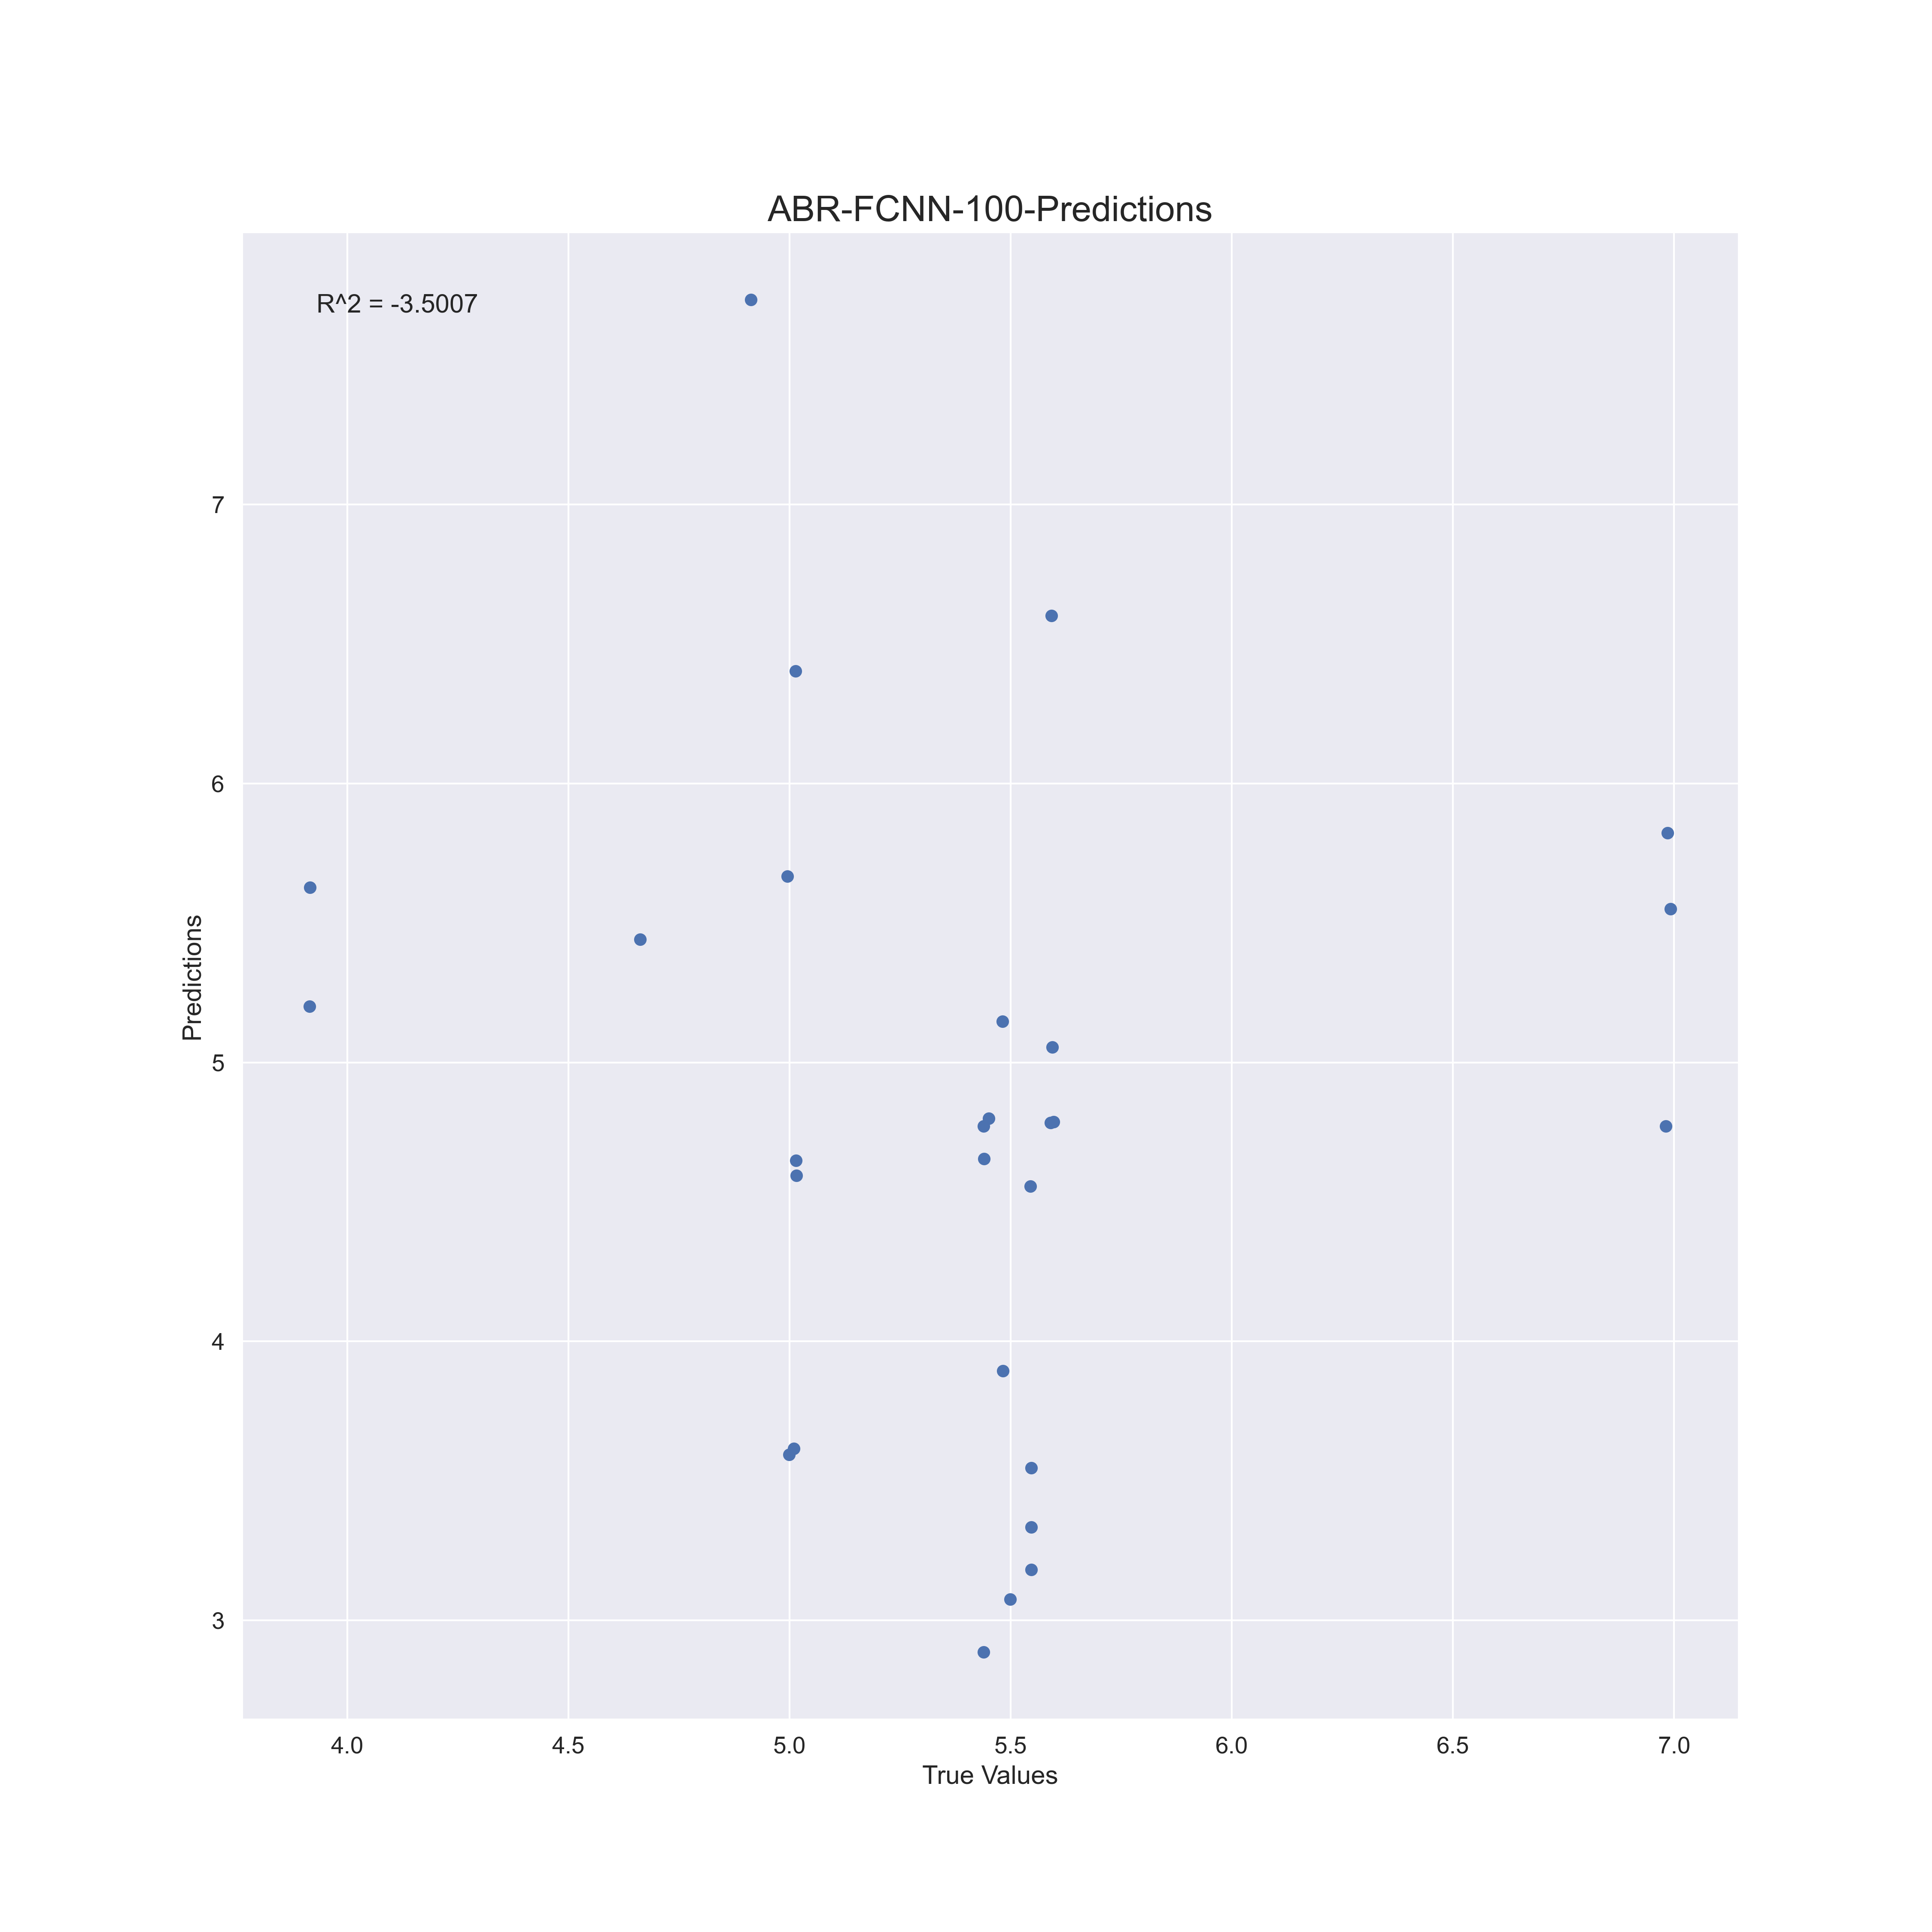 ABR-FCNN-100-Predictions
R^2 = -3.5007
7
6
5
4
3
Predictions
4.0 4.5 5.0 5.5 6.0 6.5 7.0
True Values